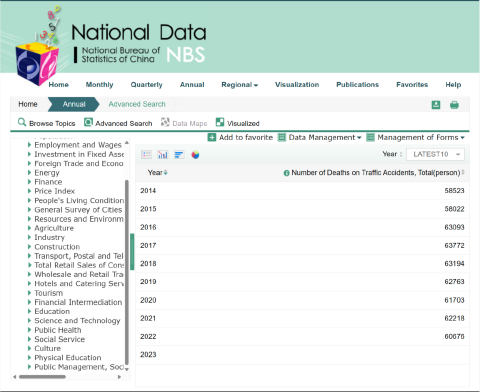 National Data
National Bureau of
Statistics of China
NBS
Home Monthly Quarterly Annual Regional Visualization Publications Favorites Help
Home Annual Advanced Search
Browse Topics Advanced Search Data Maps Visualized
Add to favorite Data Management Management of Forms
Employment and Wages
Investment in Fixed Asse
Foreign Trade and Econo
Energy
Finance
Price Index
People's Living Condition
General Survey of Cities
Resources and Environm
Agriculture
Industry
Construction
Transport, Postal and Tel
Total Retail Sales of Cons
Wholesale and Retail Tra
Hotels and Catering Serv
Tourism
Financial Intermediation
Education
Science and Technology
Public Health
Social Service
Culture
Physical Education
Public Management, Soc
Year : LATEST10
Year Number of Deaths on Traffic Accidents, Total(person)
2014 58523
2015 58022
2016 63093
2017 63772
2018 63194
2019 62763
2020 61703
2021 62218
2022 60676
2023